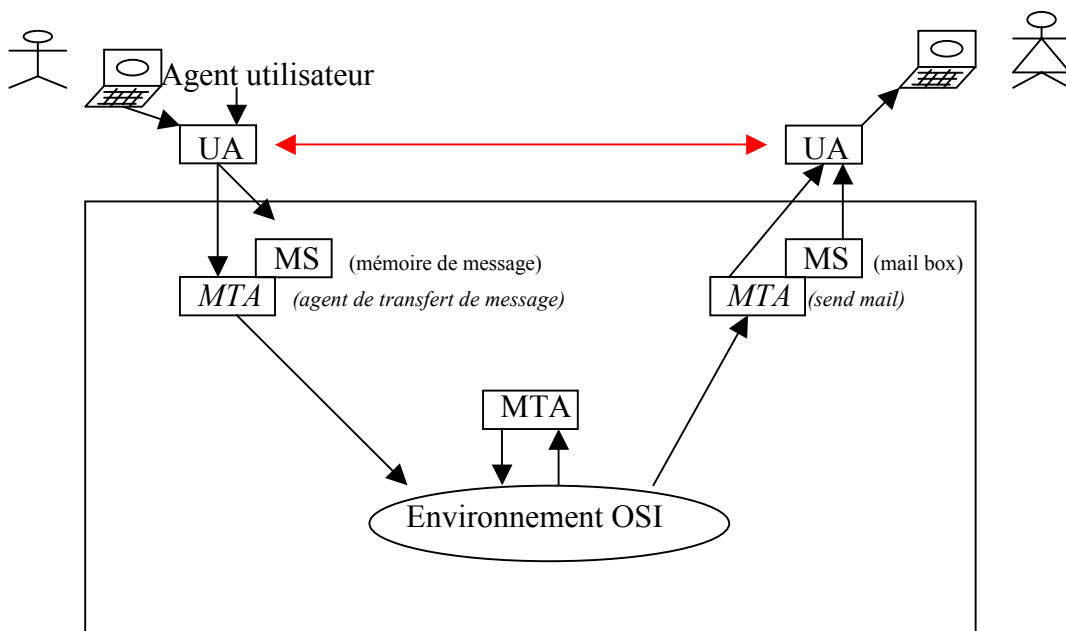 Agent utilisateur
UA
UA
MS (mémoire de message)
MS (mail box)
MTA (agent de transfert de message)
MTA (send mail)
MTA
Environnement OSI